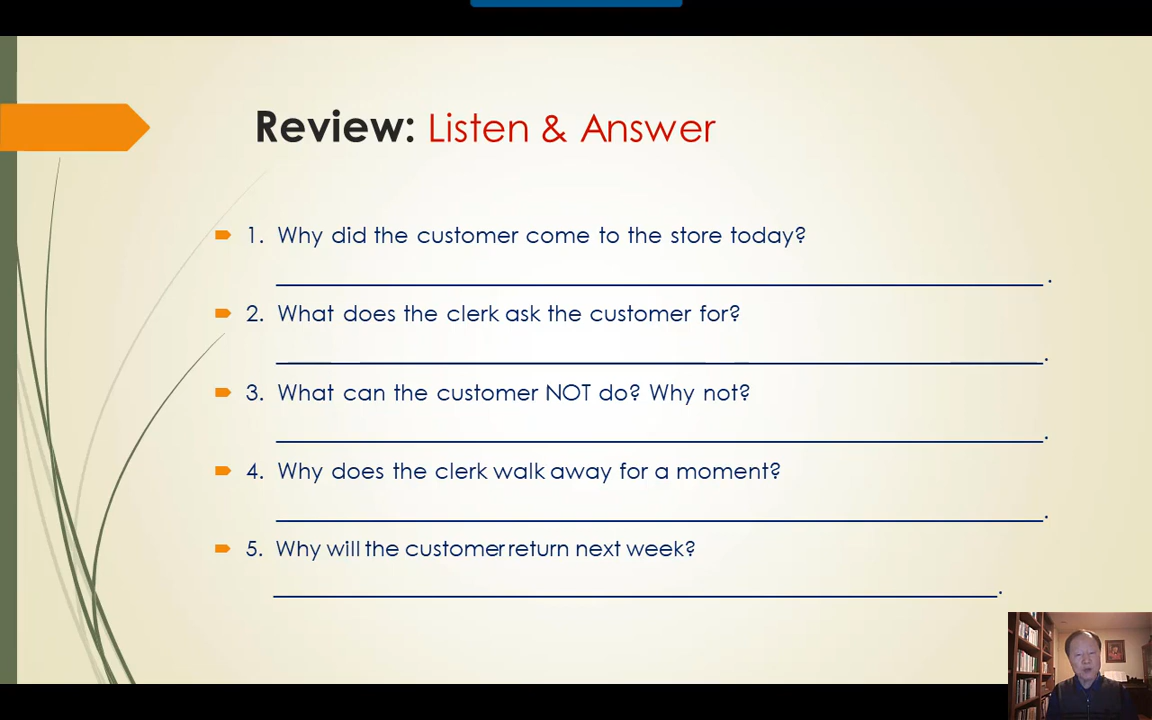 Review: Listen & Answer
1. Why did the customer come to the store today?
.
2. What does the clerk ask the customer for?
.
3. What can the customer NOT do? Why not?
.
4. Why does the clerk walk away for a moment?
.
5. Why will the customer return next week?
.